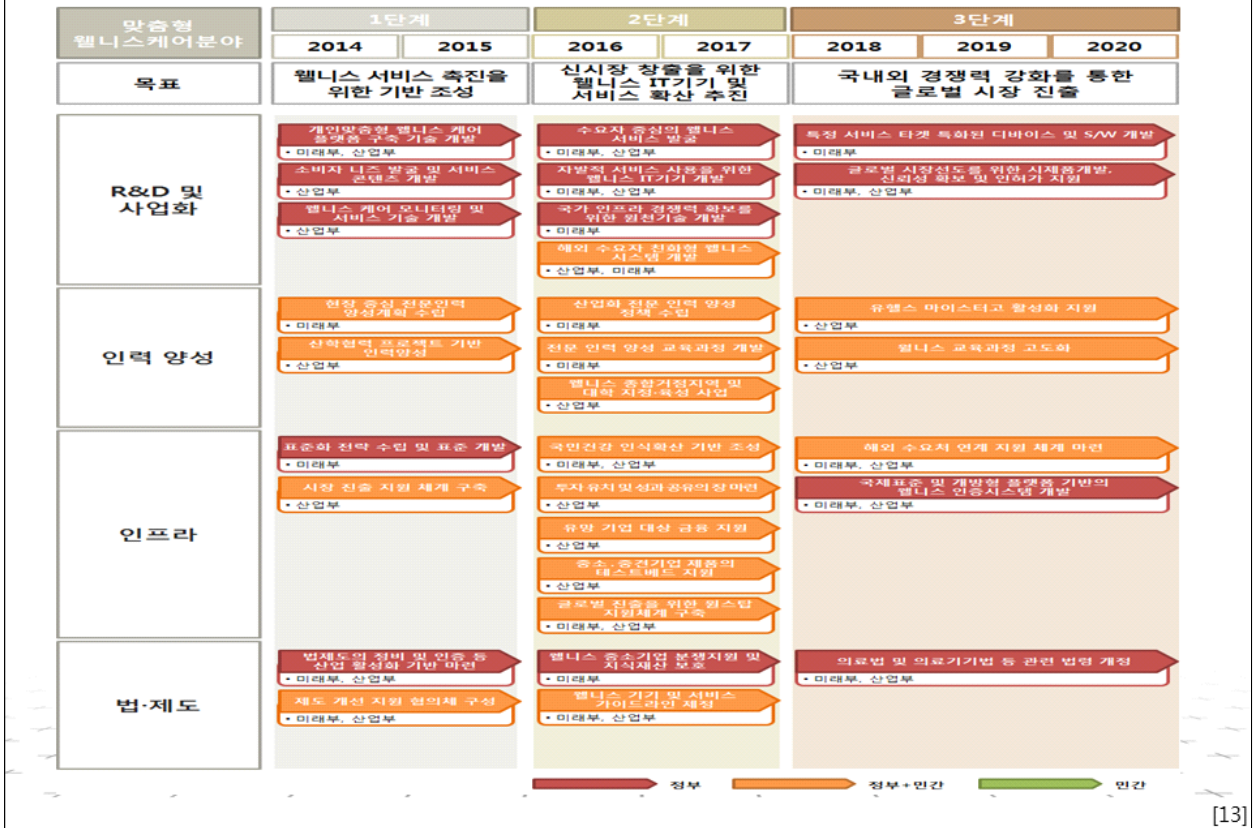 맞춤형
웰니스케어분야
1단계
2단계
3단계
2014
2015
2016
2017
2018
2019
2020
목표
웰니스 서비스 촉진을
위한 기반 조성
신시장 창출을 위한
웰니스 IT기기 및
서비스 확산 추진
국내외 경쟁력 강화를 통한
글로벌 시장 진출
R&D 및
사업화
개인맞춤형 웰니스 케어
플랫폼 구축 기술 개발
• 미래부, 산업부
소비자 니즈 발굴 및 서비스
콘텐츠 개발
• 산업부
웰니스 케어 모니터링 및
서비스 기술 개발
• 산업부
수요자 중심의 웰니스
서비스 발굴
• 미래부, 산업부
자발적 서비스 사용을 위한
웰니스 IT기기 개발
• 미래부, 산업부
국가 인프라 경쟁력 확보를
위한 원천기술 개발
• 미래부
해외 수요자 친화형 웰니스
시스템 개발
• 산업부, 미래부
특정 서비스 타겟 특화된 디바이스 및 S/W 개발
• 미래부
글로벌 시장선도를 위한 시제품개발,
신뢰성 확보 및 인허가 지원
• 미래부, 산업부
인력 양성
현장 중심 전문인력
양성계획 수립
• 미래부
산학협력 프로젝트 기반
인력양성
• 산업부
산업화 전문 인력 양성
정책 수립
• 미래부
전문 인력 양성 교육과정 개발
• 미래부
웰니스 종합거점지역 및
대학 지정·육성 사업
• 산업부
유헬스 마이스터고 활성화 지원
• 산업부
웰니스 교육과정 고도화
• 산업부
인프라
표준화 전략 수립 및 표준 개발
• 미래부
시장 진출 지원 체계 구축
• 산업부
국민건강 인식확산 기반 조성
• 미래부, 산업부
투자 유치 및 성과 공유의 장 마련
• 산업부
유망 기업 대상 금융 지원
• 산업부
중소·중견기업 제품의
테스트베드 지원
• 산업부
글로벌 진출을 위한 원스탑
지원체계 구축
• 미래부, 산업부
해외 수요처 연계 지원 체계 마련
• 미래부, 산업부
국제표준 및 개방형 플랫폼 기반의
웰니스 인증시스템 개발
• 미래부, 산업부
법·제도
법제도의 정비 및 인증 등
산업 활성화 기반 마련
• 미래부, 산업부
제도 개선 지원 협의체 구성
• 미래부, 산업부
웰니스 중소기업 분쟁지원 및
지식재산 보호
• 미래부
웰니스 기기 및 서비스
가이드라인 제정
• 미래부, 산업부
의료법 및 의료기기법 등 관련 법령 개정
• 미래부, 산업부
정부
정부+민간
민간
[13]